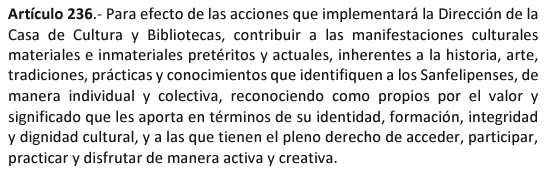 Artículo 236.- Para efecto de las acciones que implementará la Dirección de la
Casa de Cultura y Bibliotecas, contribuir a las manifestaciones culturales
materiales e inmateriales pretéritos y actuales, inherentes a la historia, arte,
tradiciones, prácticas y conocimientos que identifiquen a los Sanfelipenses, de
manera individual y colectiva, reconociendo como propios por el valor y
significado que les aporta en términos de su identidad, formación, integridad
y dignidad cultural, y a las que tienen el pleno derecho de acceder, participar,
practicar y disfrutar de manera activa y creativa.